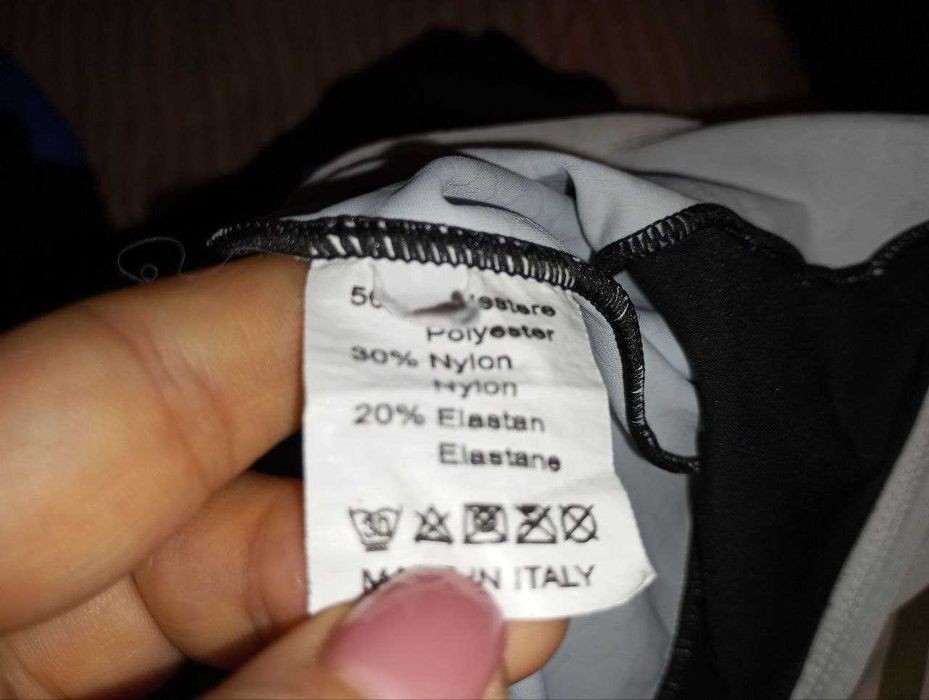 Polyester
30% Nylon
Nylon
20% Elastan
Elastane
30
IN ITALY